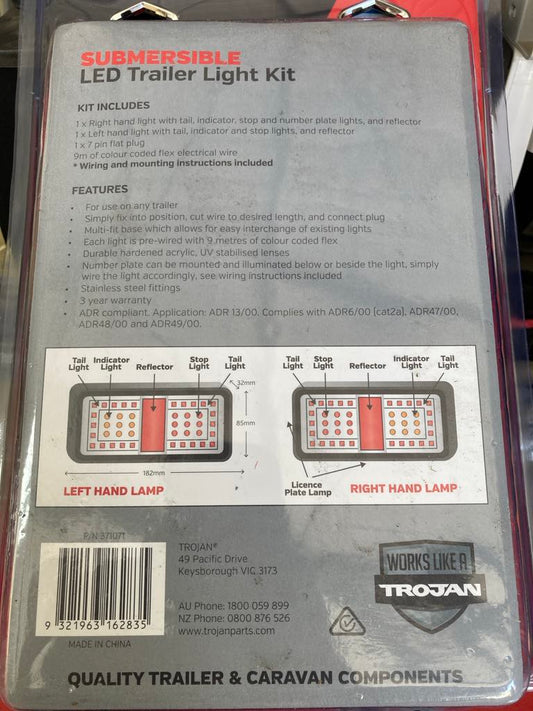 SUBMERSIBLE
LED Trailer Light Kit
KIT INCLUDES
1 x Right hand light with tail, indicator, stop and number plate lights, and reflector
1 x Left hand light with tail, indicator and stop lights, and reflector
1 x 7 pin flat plug
9m of colour coded flex electrical wire
* Wiring and mounting instructions included
FEATURES
• For use on any trailer
• Simply fix into position, cut wire to desired length, and connect plug
• Multi-fit base which allows for easy interchange of existing lights
• Each light is pre-wired with 9 metres of colour coded flex
• Durable hardened acrylic, UV stabilised lenses
• Number plate can be mounted and illuminated below or beside the light, simply
wire the light accordingly, see wiring instructions included
• Stainless steel fittings
• 3 year warranty
• ADR compliant. Application: ADR 13/00. Complies with ADR6/00 [cat2a], ADR47/00,
ADR48/00 and ADR49/00.
Tail Light Indicator Light Reflector Stop Light Tail Light
32mm
85mm
182mm
LEFT HAND LAMP
Tail Light Stop Light Reflector Indicator Light Tail Light
Licence
Plate Lamp
RIGHT HAND LAMP
P/N 371071
9 321963 162835
MADE IN CHINA
TROJAN®
49 Pacific Drive
Keysborough VIC 3173
AU Phone: 1800 059 899
NZ Phone: 0800 876 526
www.trojanparts.com
WORKS LIKE A
TROJAN
QUALITY TRAILER & CARAVAN COMPONENTS